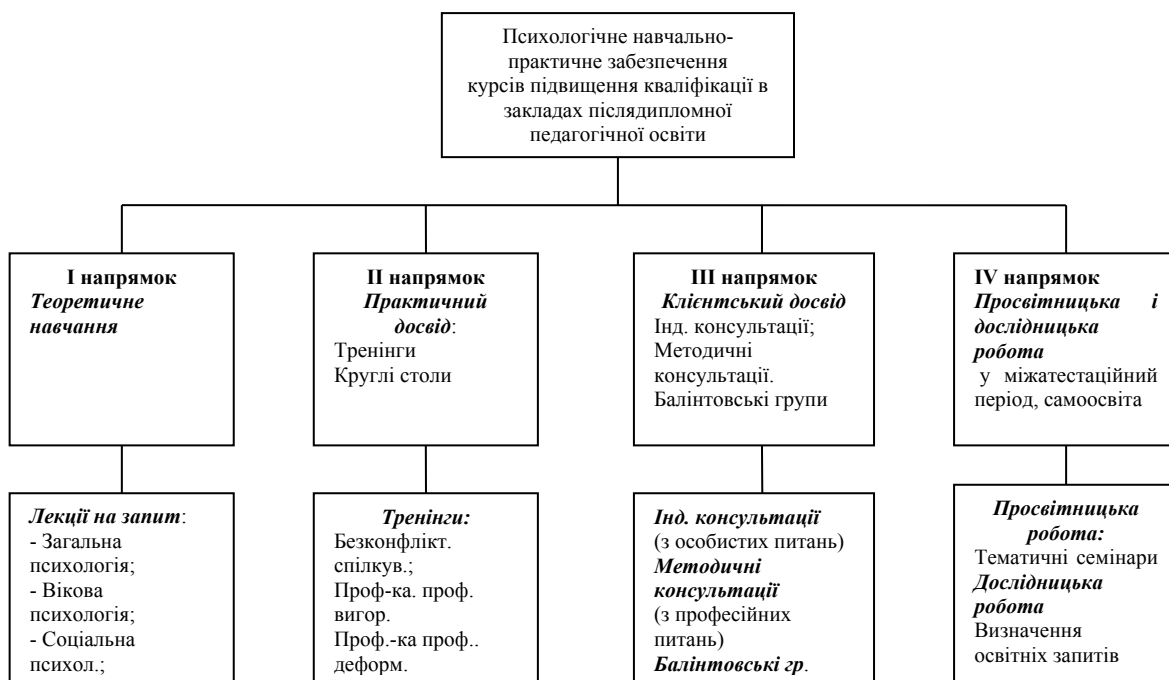 Психологічне навчально-
практичне забезпечення
курсів підвищення кваліфікації в
закладах післядипломної
педагогічної освіти
I напрямок
Теоретичне
навчання
II напрямок
Практичний
досвід:
Тренінги
Круглі столи
III напрямок
Клієнтський досвід
Інд. консультації;
Методичні
консультації.
Балінтовські групи
IV напрямок
Просвітницька і
дослідницька
робота
у міжатестаційний
період, самоосвіта
Лекції на запит:
- Загальна
психологія;
- Вікова
психологія;
- Соціальна
психол.;
Тренінги:
Безконфлікт.
спілкув.;
Проф-ка. проф.
вигор.
Проф.-ка проф..
деформ.
Інд. консультації
(з особистих питань)
Методичні
консультації
(з професійних
питань)
Балінтовські гр.
Просвітницька
робота:
Тематичні семінари
Дослідницька
робота
Визначення
освітніх запитів